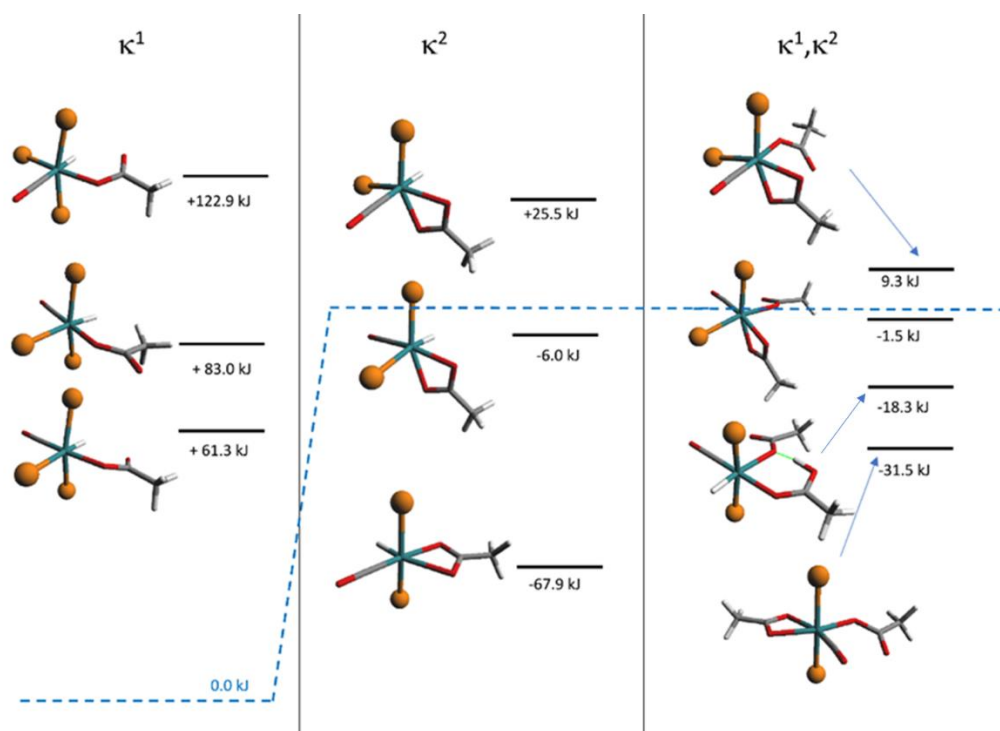 κ¹
κ²
κ¹,κ²
+122.9 kJ
+ 83.0 kJ
+ 61.3 kJ
0.0 kJ
+25.5 kJ
-6.0 kJ
-67.9 kJ
9.3 kJ
-1.5 kJ
-18.3 kJ
-31.5 kJ